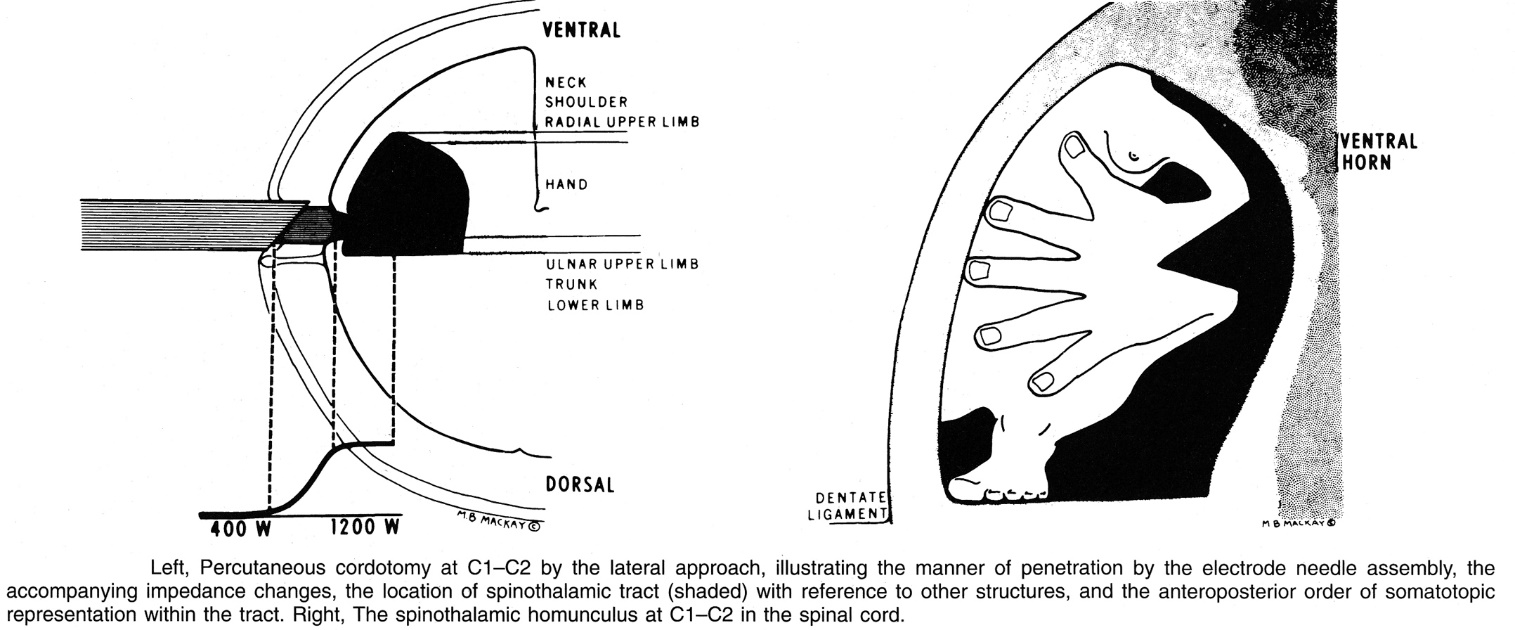 VENTRAL
NECK
SHOULDER
RADIAL UPPER LIMB
HAND
ULNAR UPPER LIMB
TRUNK
LOWER LIMB
DORSAL
M.B MACKAY ©
400 W
1200 W
VENTRAL
HORN
DENTATE
LIGAMENT
M B MACKAY ©
Left, Percutaneous cordotomy at C1–C2 by the lateral approach, illustrating the manner of penetration by the electrode needle assembly, the
accompanying impedance changes, the location of spinothalamic tract (shaded) with reference to other structures, and the anteroposterior order of somatotopic
representation within the tract. Right, The spinothalamic homunculus at C1–C2 in the spinal cord.